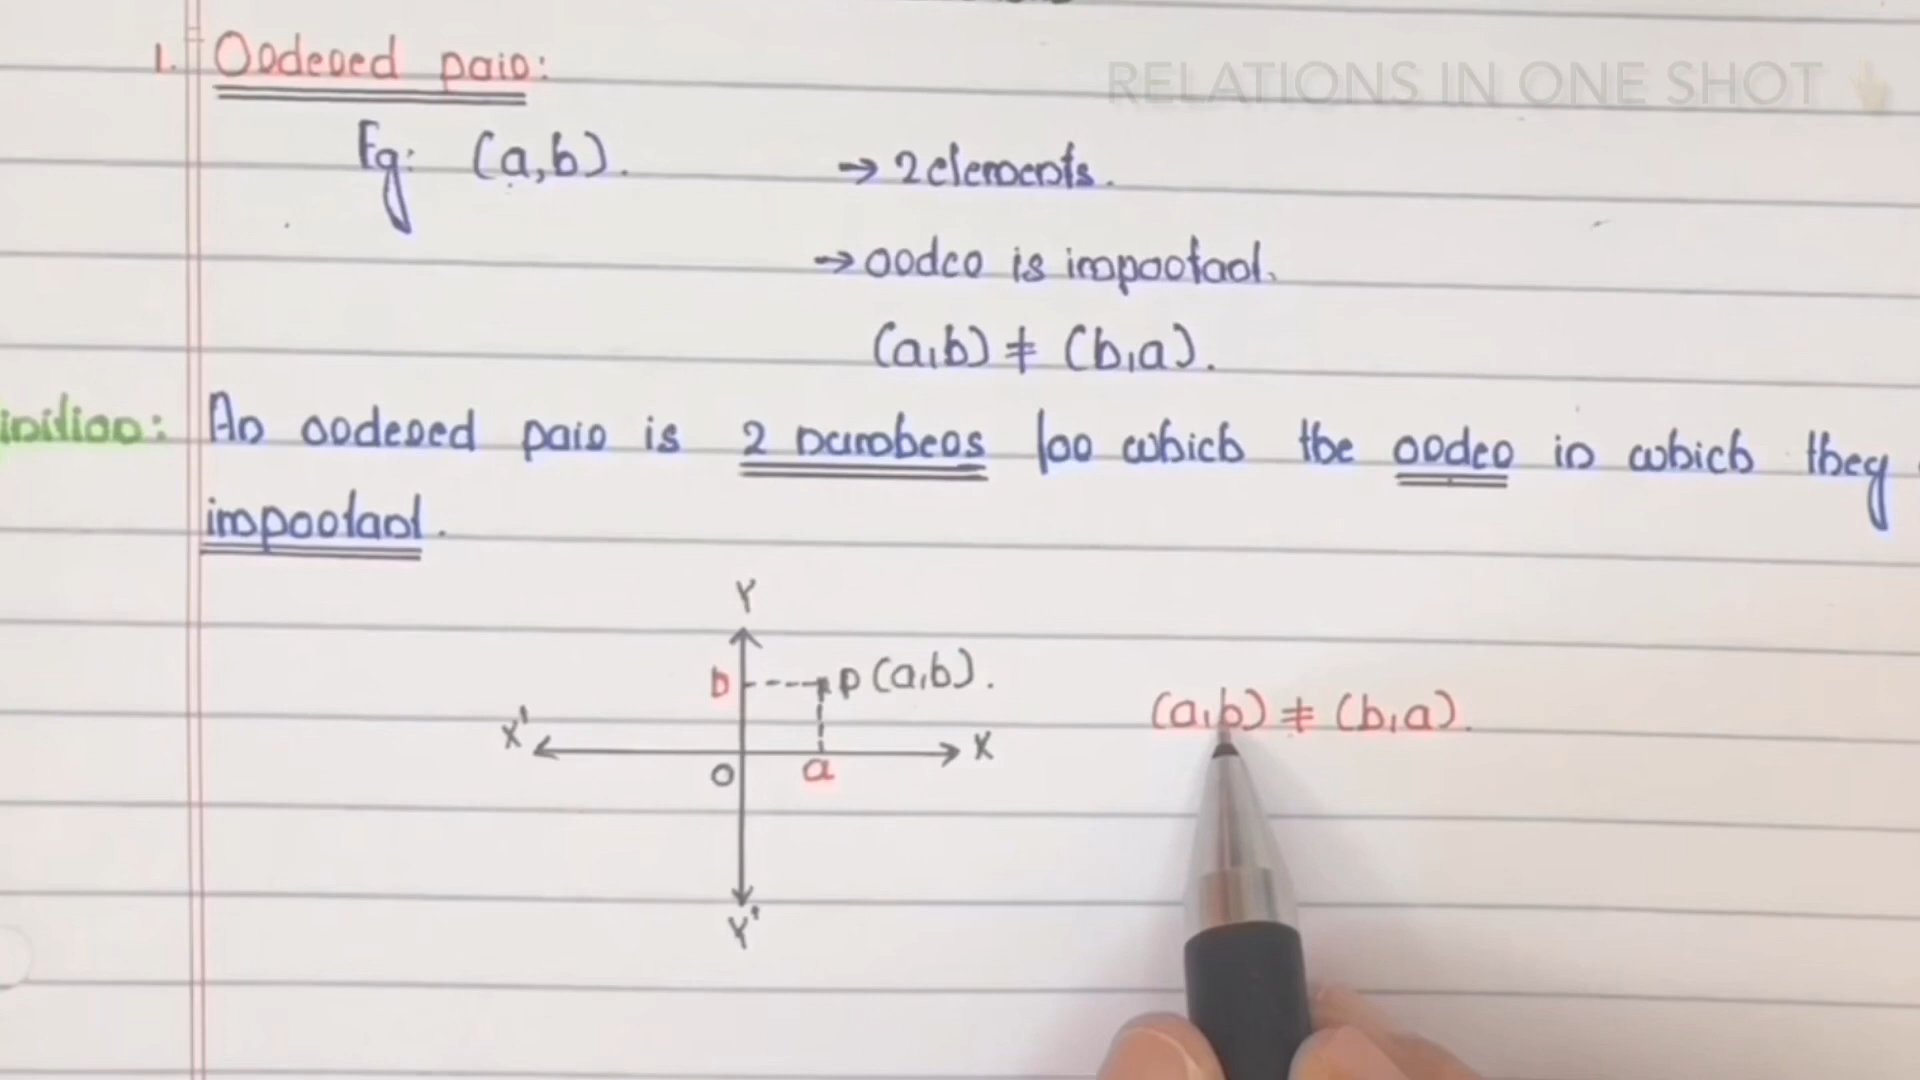 RELATIONS IN ONE SHOT
1. Ordered pair:
Eg: (a,b). → 2 elements.
→ order is important.
(a,b) ≠ (b,a).
inition: An ordered pair is 2 numbers for which the order in which they
important.
Y
b P(a,b).
(a,b) ≠ (b,a).
X' X
O a
Y'